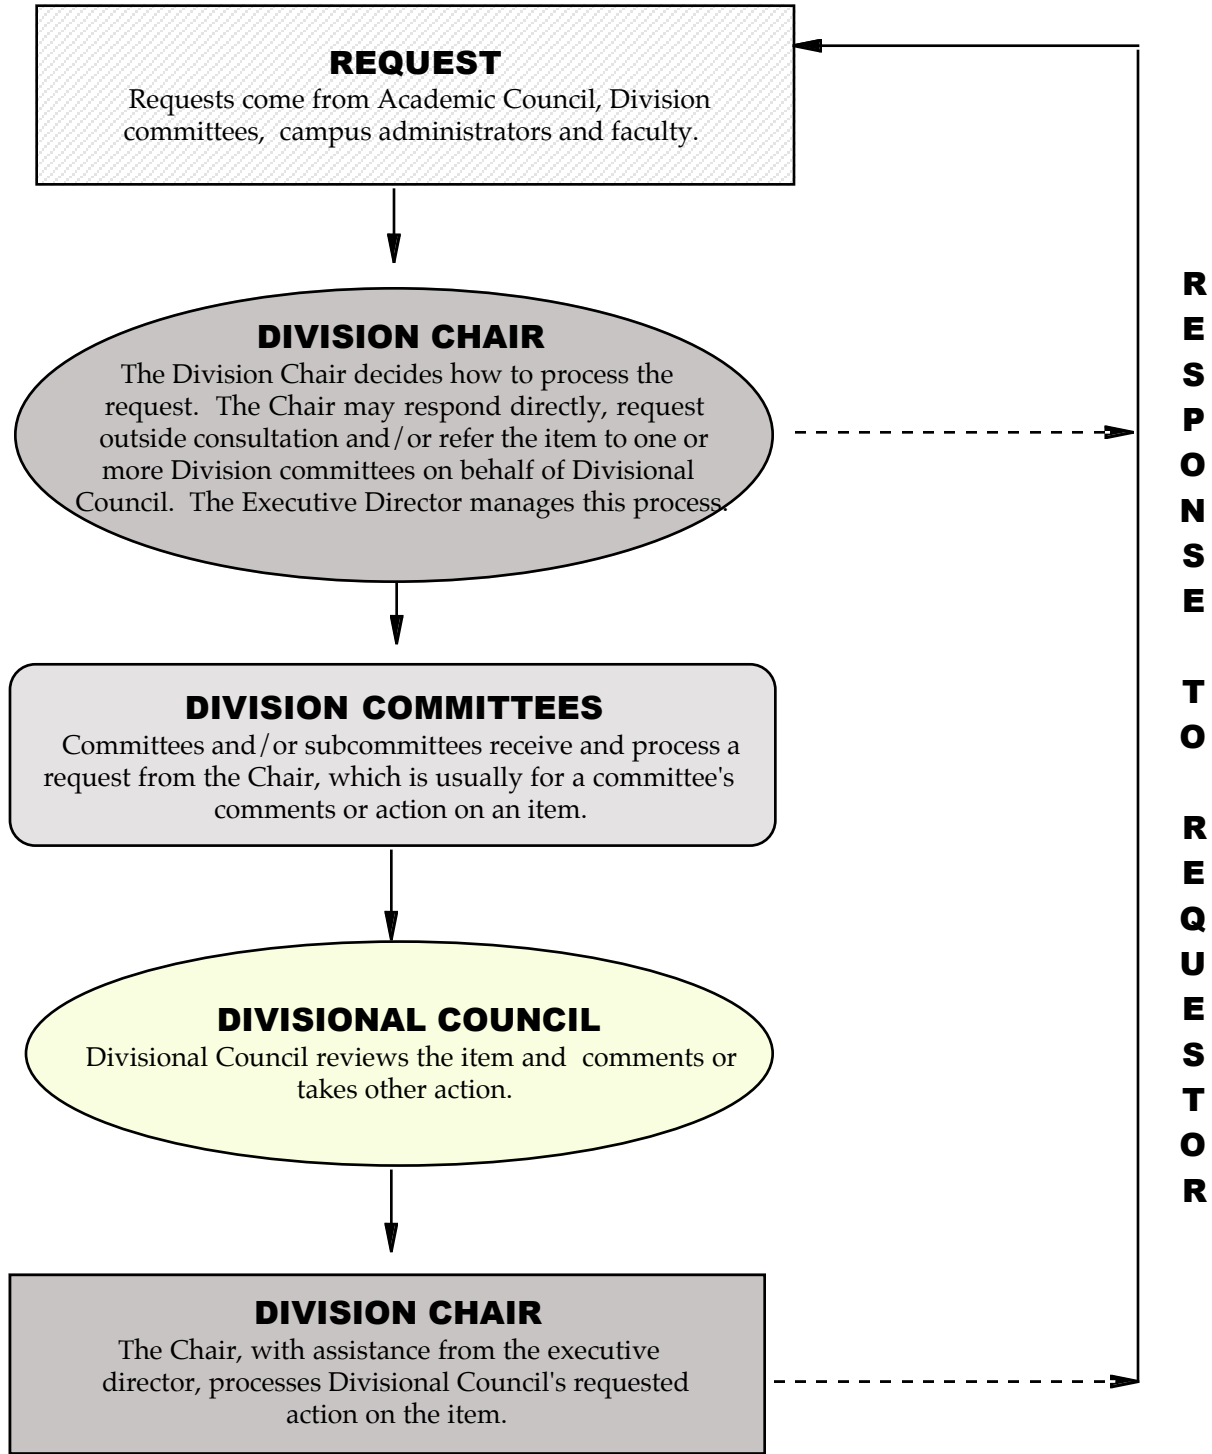 REQUEST
Requests come from Academic Council, Division
committees,  campus administrators and faculty.
DIVISION CHAIR
The Division Chair decides how to process the
request.  The Chair may respond directly, request
outside consultation and/or refer the item to one or
more Division committees on behalf of Divisional
Council.  The Executive Director manages this process.
DIVISION COMMITTEES
Committees and/or subcommittees receive and process a
request from the Chair, which is usually for a committee's
comments or action on an item.
DIVISIONAL COUNCIL
Divisional Council reviews the item and  comments or
takes other action.
DIVISION CHAIR
The Chair, with assistance from the executive
director, processes Divisional Council's requested
action on the item.
RESPONSE TO REQUESTOR